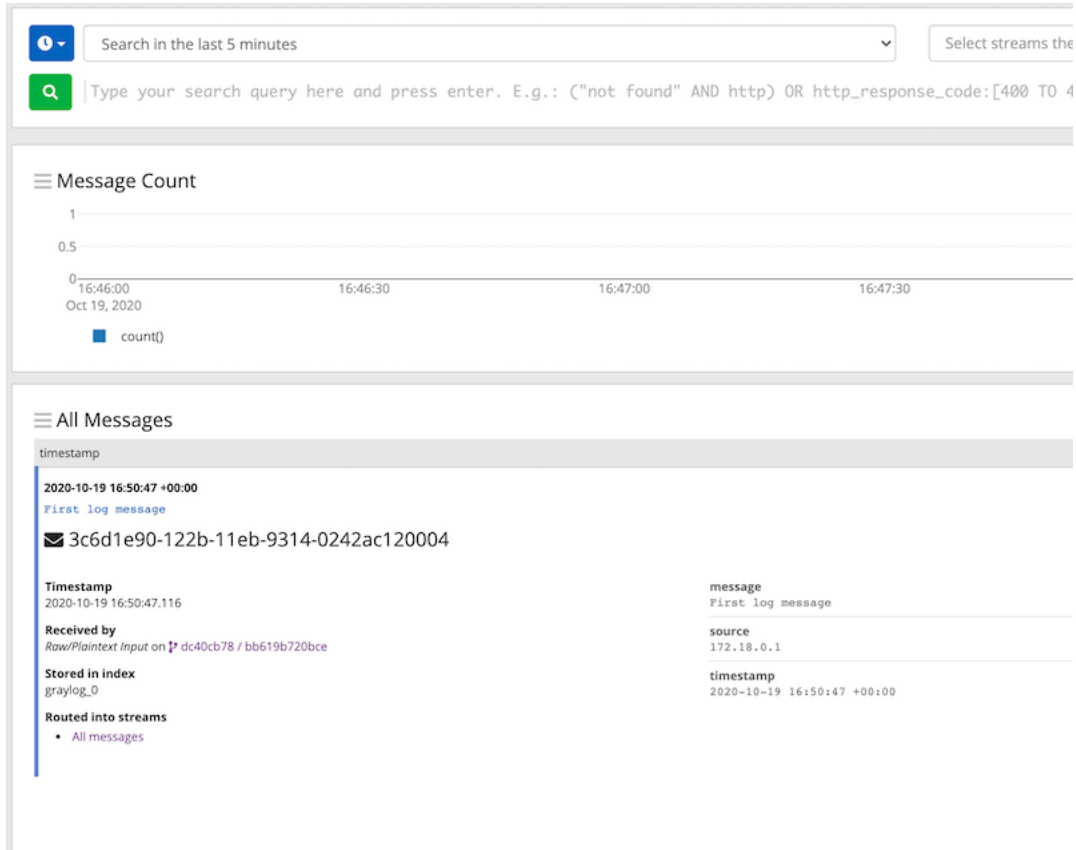 Search in the last 5 minutes
Select streams the
Type your search query here and press enter. E.g.: ("not found" AND http) OR http_response_code:[400 TO 4
Message Count
1
0.5
0
16:46:00 16:46:30 16:47:00 16:47:30
Oct 19, 2020
count()
All Messages
timestamp
2020-10-19 16:50:47 +00:00
First log message
3c6d1e90-122b-11eb-9314-0242ac120004
Timestamp
2020-10-19 16:50:47.116
Received by
Raw/Plaintext Input on dc40cb78 / bb619b720bce
Stored in index
graylog_0
Routed into streams
• All messages
message
First log message
source
172.18.0.1
timestamp
2020-10-19 16:50:47 +00:00